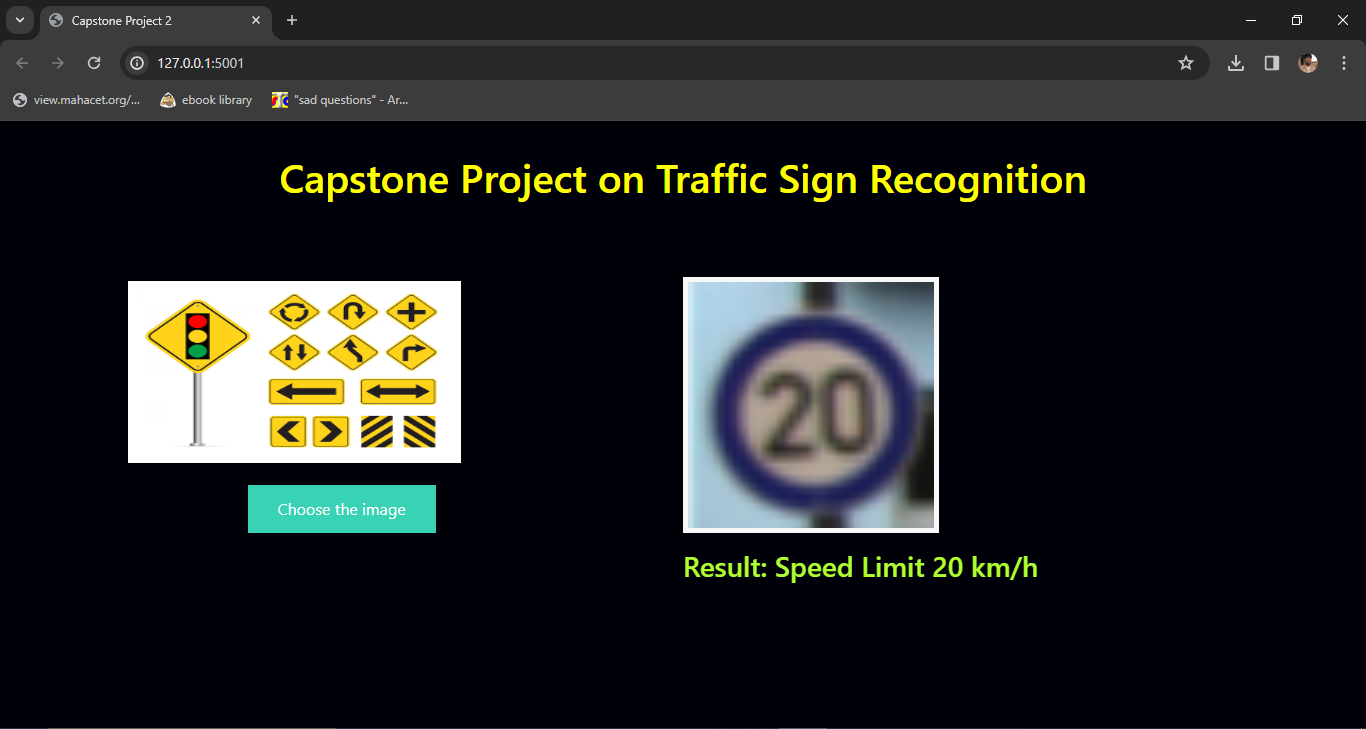 Capstone Project 2
127.0.0.1:5001
view.mahacet.org/...
ebook library
"sad questions" - Ar...
Capstone Project on Traffic Sign Recognition
20
Choose the image
Result: Speed Limit 20 km/h